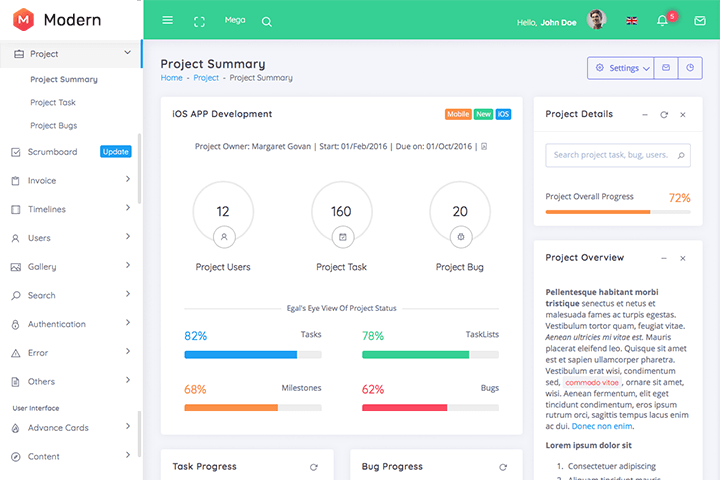 M Modern
Mega
Hello, John Doe
5
Project
Project Summary
Project Task
Project Bugs
Scrumboard Update
Invoice
Timelines
Users
Gallery
Search
Authentication
Error
Others
User Interface
Advance Cards
Content
Project Summary
Home - Project - Project Summary
Settings
iOS APP Development
Mobile New iOS
Project Owner: Margaret Govan | Start: 01/Feb/2016 | Due on: 01/Oct/2016 |
12 160 20
Project Users Project Task Project Bug
Egal's Eye View Of Project Status
82% Tasks 78% TaskLists
68% Milestones 62% Bugs
Task Progress
Bug Progress
Project Details
Search project task, bug, users.
Project Overall Progress 72%
Project Overview
Pellentesque habitant morbi
tristique senectus et netus et
malesuada fames ac turpis egestas.
Vestibulum tortor quam, feugiat vitae.
Aenean ultricies mi vitae est. Mauris
placerat eleifend leo. Quisque sit amet
est et sapien ullamcorper pharetra.
Vestibulum erat wisi, condimentum
sed, commodo vitae , ornare sit amet,
wisi. Aenean fermentum, elit eget
tincidunt condimentum, eros ipsum
rutrum orci, sagittis tempus lacus enim
ac dui. Donec non enim.
Lorem ipsum dolor sit
1. Consectetuer adipiscing
2. Aliquam tincidunt mauris